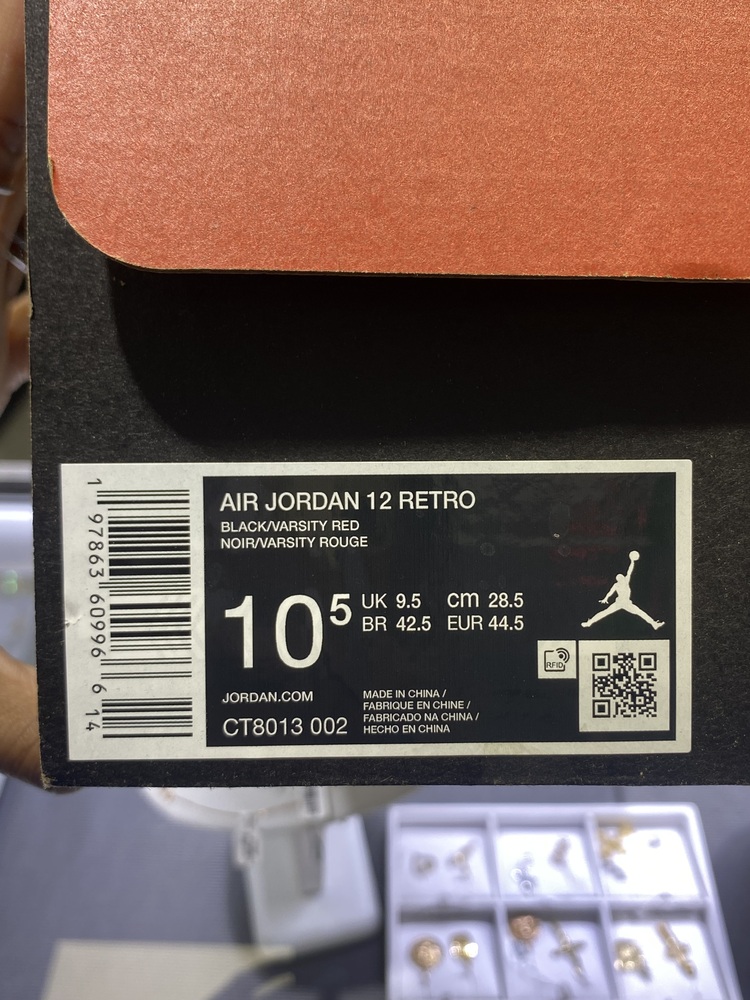 1 97863 60996 6 14
AIR JORDAN 12 RETRO
BLACK/VARSITY RED
NOIR/VARSITY ROUGE
10⁵
UK 9.5 cm 28.5
BR 42.5 EUR 44.5
RFID
JORDAN.COM
CT8013 002
MADE IN CHINA /
FABRIQUE EN CHINE /
FABRICADO NA CHINA /
HECHO EN CHINA